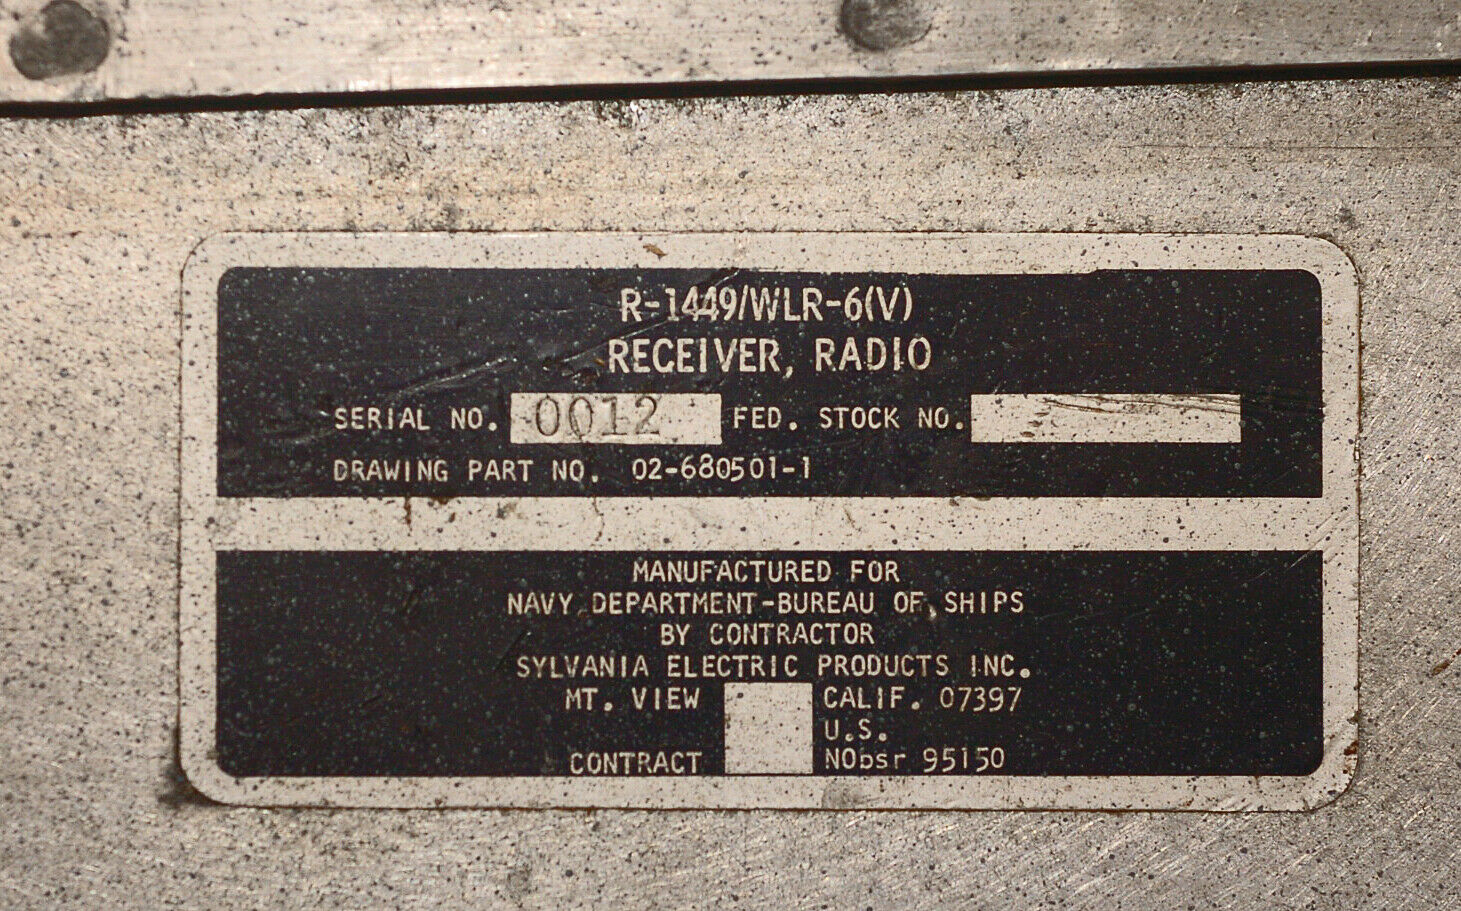 R-1449/WLR-6(V)
RECEIVER, RADIO
SERIAL NO. 0012 FED. STOCK NO.
DRAWING PART NO. 02-680501-1
MANUFACTURED FOR
NAVY DEPARTMENT-BUREAU OF SHIPS
BY CONTRACTOR
SYLVANIA ELECTRIC PRODUCTS INC.
MT. VIEW CALIF. 07397
U.S.
CONTRACT NObsr 95150